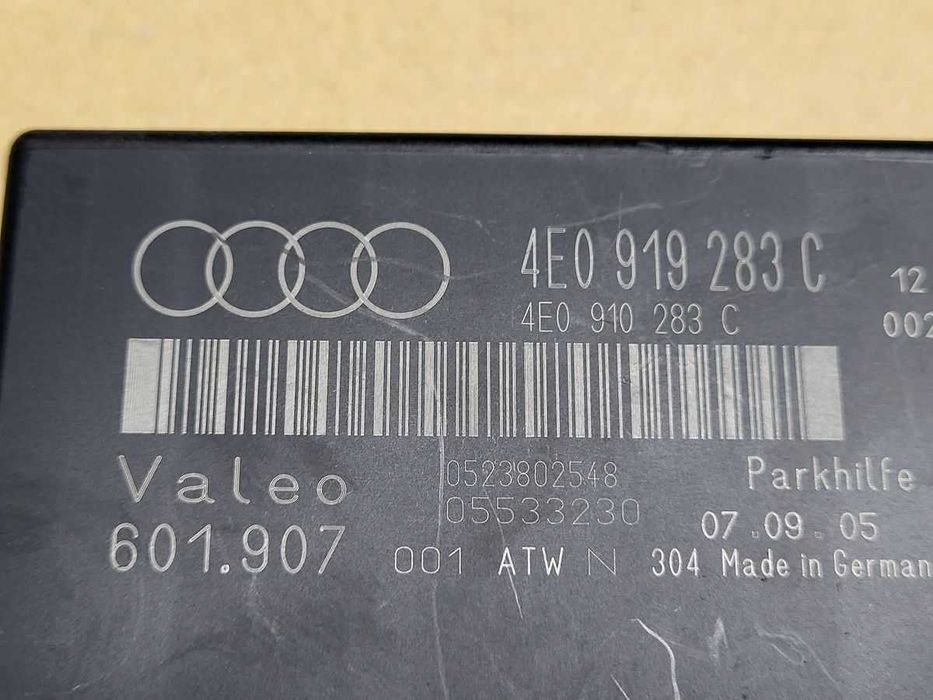 4E0 919 283 C
12
4E0 910 283 C
002
Valeo
0523802548
Parkhilfe
05533230
07.09.05
601.907
001 ATW N 304 Made in German